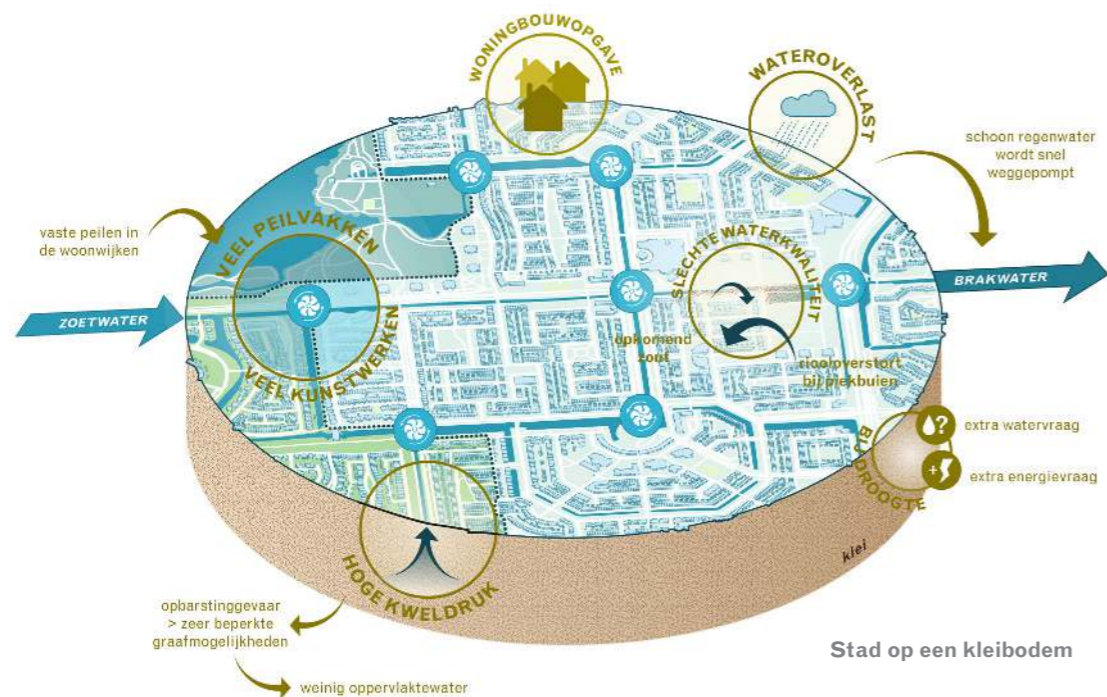 WONINGBOUWOPGAVE
WATEROVERLAST
schoon regenwater
wordt snel
weggepompt
vaste peilen in
de woonwijken
VEEL PEILVAKKEN
VEEL KUNSTWERKEN
SLECHTE WATERKWALITEIT
ZOETWATER
BRAKWATER
opkomend
zout
riooloverstort
bij piekbuien
BIJ DROOGTE
?
extra watervraag
+
extra energievraag
klei
HOGE KWELDRUK
opbarstinggevaar
> zeer beperkte
graafmogelijkheden
weinig oppervlaktewater
Stad op een kleibodem